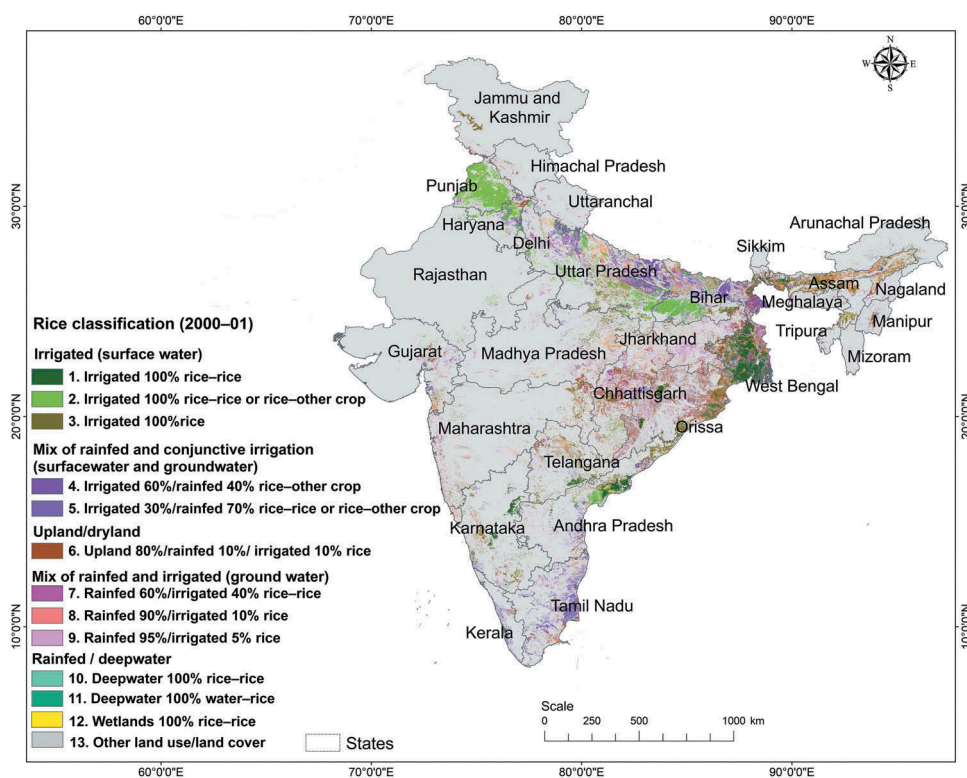 60°0'0"E 70°0'0"E 80°0'0"E 90°0'0"E
N
W E
S
Jammu and
Kashmir
Himachal Pradesh
Punjab
30°0'0"N
30°0'0"N
Uttaranchal
Haryana
Arunachal Pradesh
Delhi
Sikkim
Rajasthan
Uttar Pradesh
Assam
Nagaland
Bihar
Meghalaya
Manipur
Tripura
Jharkhand
Gujarat
Madhya Pradesh
Mizoram
West Bengal
Chhattisgarh
20°0'0"N
20°0'0"N
Maharashtra
Orissa
Telangana
Karnataka
Andhra Pradesh
Tamil Nadu
Kerala
10°0'0"N
10°0'0"N
Rice classification (2000–01)
Irrigated (surface water)
1. Irrigated 100% rice–rice
2. Irrigated 100% rice–rice or rice–other crop
3. Irrigated 100%rice
Mix of rainfed and conjunctive irrigation
(surfacewater and groundwater)
4. Irrigated 60%/rainfed 40% rice–other crop
5. Irrigated 30%/rainfed 70% rice–rice or rice–other crop
Upland/dryland
6. Upland 80%/rainfed 10%/ irrigated 10% rice
Mix of rainfed and irrigated (ground water)
7. Rainfed 60%/irrigated 40% rice–rice
8. Rainfed 90%/irrigated 10% rice
9. Rainfed 95%/irrigated 5% rice
Rainfed / deepwater
10. Deepwater 100% rice–rice
11. Deepwater 100% water–rice
12. Wetlands 100% rice–rice
13. Other land use/land cover
States
Scale
0 250 500 1000 km
60°0'0"E 70°0'0"E 80°0'0"E 90°0'0"E